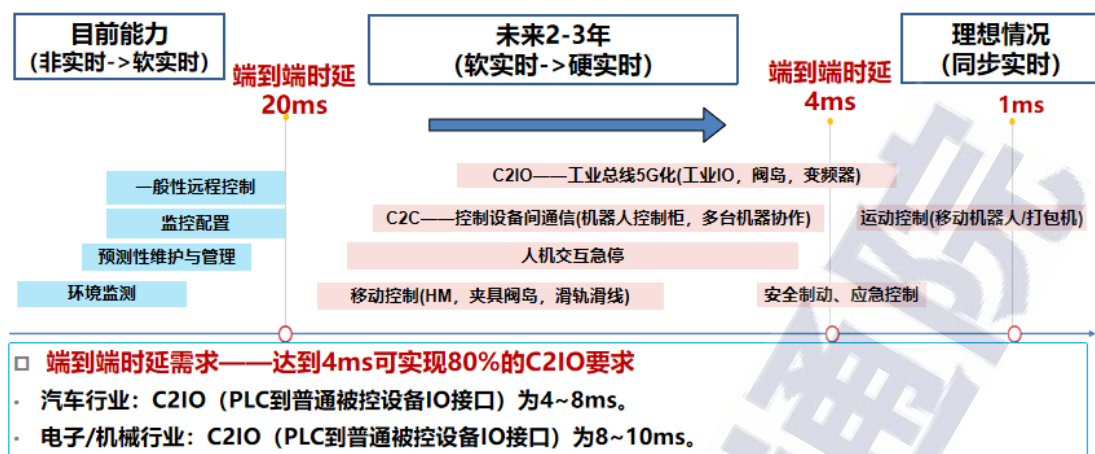 目前能力
(非实时->软实时)
未来2-3年
(软实时->硬实时)
理想情况
(同步实时)
端到端时延
20ms
端到端时延
4ms
1ms
一般性远程控制
C2IO——工业总线5G化(工业IO，阀岛，变频器)
监控配置
C2C——控制设备间通信(机器人控制柜，多台机器协作)
运动控制(移动机器人/打包机)
预测性维护与管理
人机交互急停
环境监测
移动控制(HM，夹具阀岛，滑轨滑线)
安全制动、应急控制
端到端时延需求——达到4ms可实现80%的C2IO要求
· 汽车行业：C2IO（PLC到普通被控设备IO接口）为4~8ms。
· 电子/机械行业：C2IO（PLC到普通被控设备IO接口）为8~10ms。